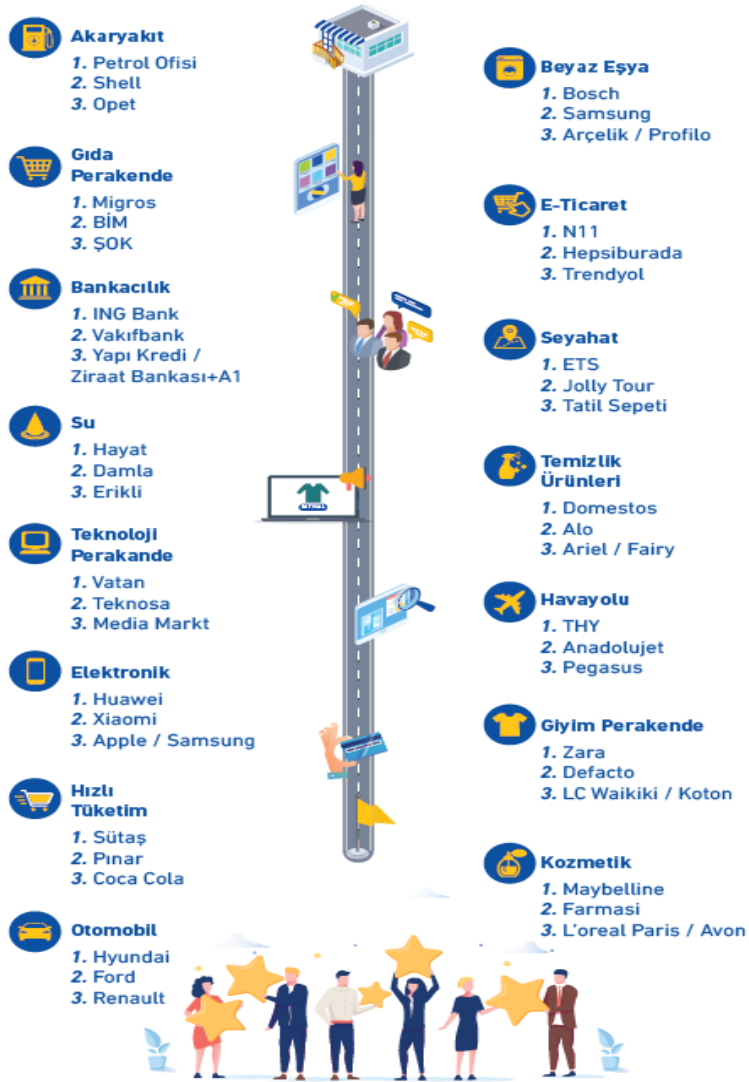 Akaryakıt
1. Petrol Ofisi
2. Shell
3. Opet
Gıda
Perakende
1. Migros
2. BİM
3. ŞOK
Bankacılık
1. ING Bank
2. Vakıfbank
3. Yapı Kredi /
Ziraat Bankası+A1
Su
1. Hayat
2. Damla
3. Erikli
Teknoloji
Perakande
1. Vatan
2. Teknosa
3. Media Markt
Elektronik
1. Huawei
2. Xiaomi
3. Apple / Samsung
Hızlı
Tüketim
1. Sütaş
2. Pınar
3. Coca Cola
Otomobil
1. Hyundai
2. Ford
3. Renault
Beyaz Eşya
1. Bosch
2. Samsung
3. Arçelik / Profilo
E-Ticaret
1. N11
2. Hepsiburada
3. Trendyol
Seyahat
1. ETS
2. Jolly Tour
3. Tatil Sepeti
Temizlik
Ürünleri
1. Domestos
2. Alo
3. Ariel / Fairy
Havayolu
1. THY
2. Anadolujet
3. Pegasus
Giyim Perakende
1. Zara
2. Defacto
3. LC Waikiki / Koton
Kozmetik
1. Maybelline
2. Farmasi
3. L'oreal Paris / Avon